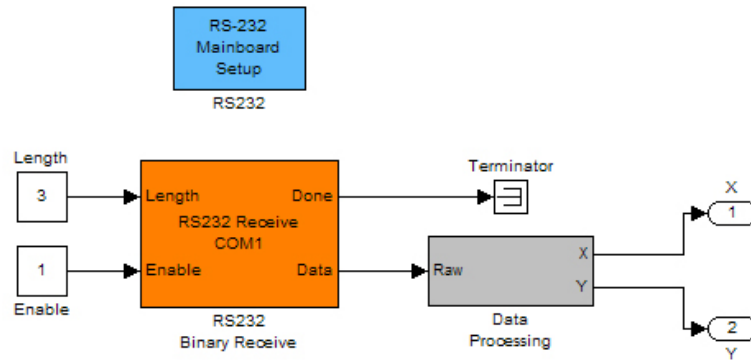 RS-232
Mainboard
Setup
RS232
Length
3
Length
Done
RS232 Receive
COM1
Enable
Data
1
Enable
RS232
Binary Receive
Terminator
Raw
X
Y
Data
Processing
X
1
2
Y